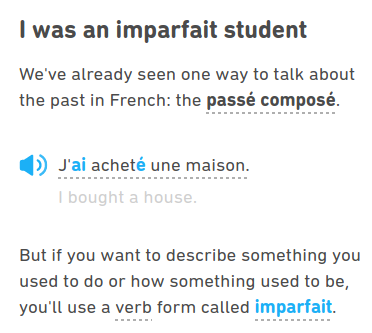 I was an imparfait student
We've already seen one way to talk about
the past in French: the passé composé.
J'ai acheté une maison.
I bought a house.
But if you want to describe something you
used to do or how something used to be,
you'll use a verb form called imparfait.